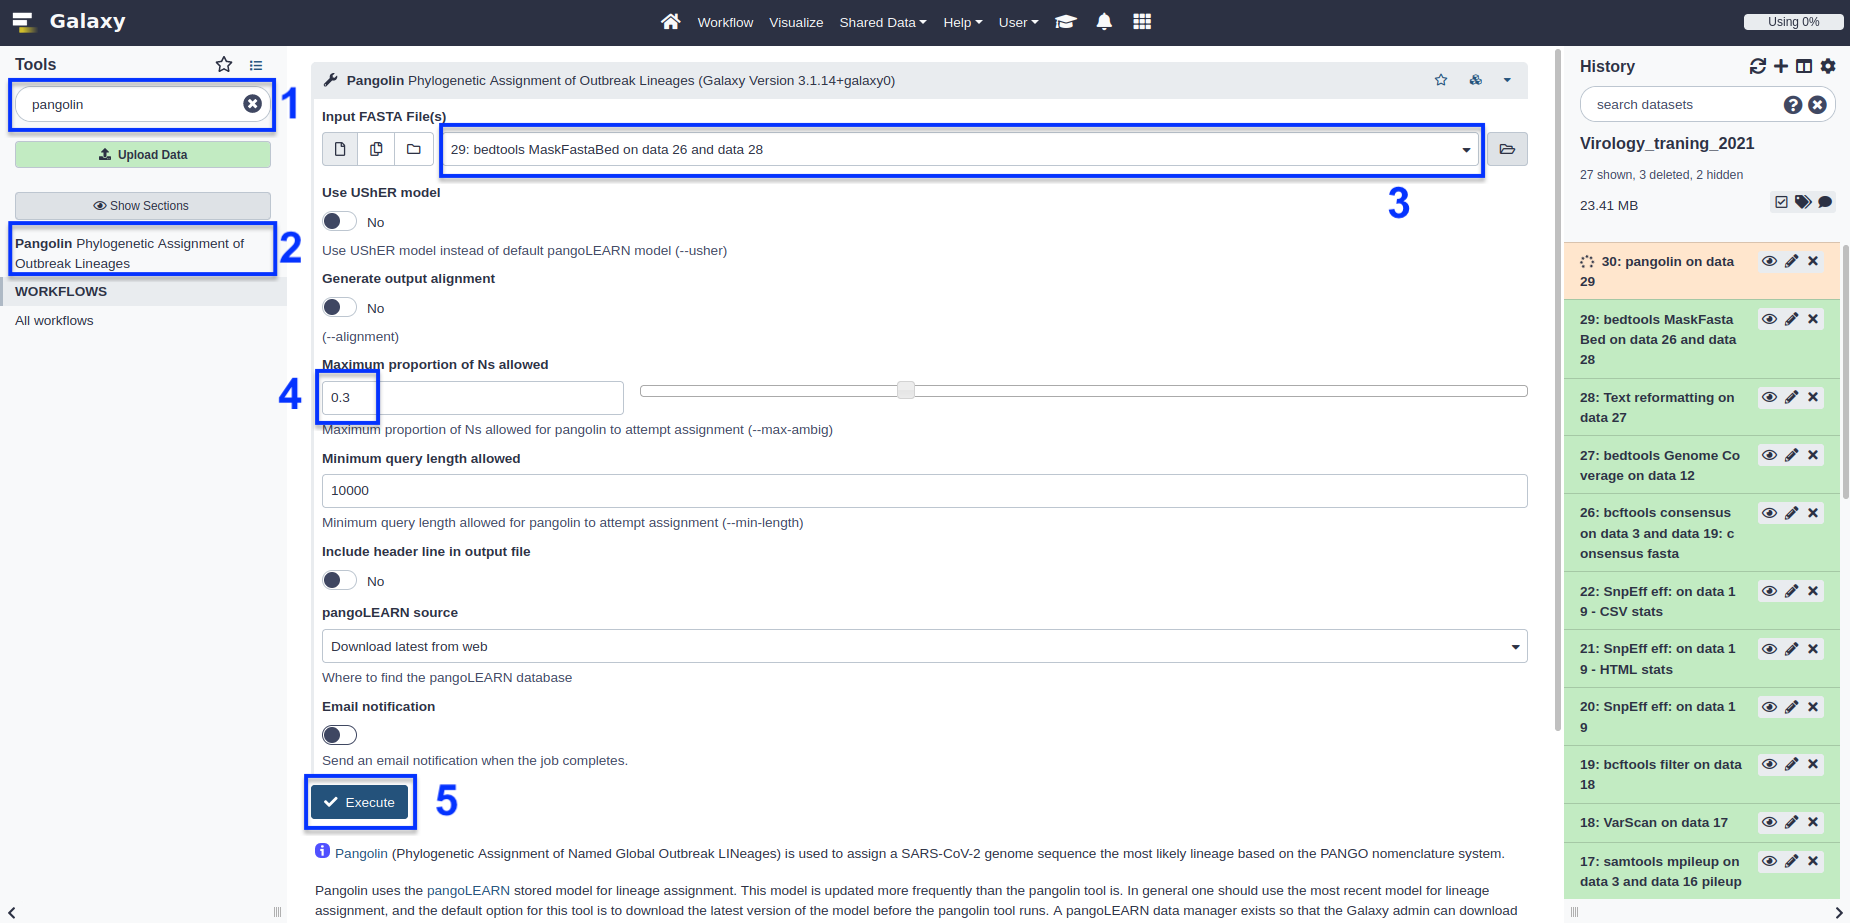 Galaxy
Workflow
Visualize
Shared Data
Help
User
Using 0%
Tools
pangolin
1
Upload Data
Show Sections
Pangolin Phylogenetic Assignment of
Outbreak Lineages
2
WORKFLOWS
All workflows
Pangolin Phylogenetic Assignment of Outbreak Lineages (Galaxy Version 3.1.14+galaxy0)
Input FASTA File(s)
29: bedtools MaskFastaBed on data 26 and data 28
3
Use UShER model
No
Use UShER model instead of default pangoLEARN model (--usher)
Generate output alignment
No
(--alignment)
Maximum proportion of Ns allowed
4
0.3
Maximum proportion of Ns allowed for pangolin to attempt assignment (--max-ambig)
Minimum query length allowed
10000
Minimum query length allowed for pangolin to attempt assignment (--min-length)
Include header line in output file
No
pangoLEARN source
Download latest from web
Where to find the pangoLEARN database
Email notification
Send an email notification when the job completes.
Execute
5
Pangolin (Phylogenetic Assignment of Named Global Outbreak LINeages) is used to assign a SARS-CoV-2 genome sequence the most likely lineage based on the PANGO nomenclature system.
Pangolin uses the pangoLEARN stored model for lineage assignment. This model is updated more frequently than the pangolin tool is. In general one should use the most recent model for lineage
assignment, and the default option for this tool is to download the latest version of the model before the pangolin tool runs. A pangoLEARN data manager exists so that the Galaxy admin can download
History
search datasets
Virology_traning_2021
27 shown, 3 deleted, 2 hidden
23.41 MB
30: pangolin on data
29
29: bedtools MaskFasta
Bed on data 26 and data
28
28: Text reformatting on
data 27
27: bedtools Genome Co
verage on data 12
26: bcftools consensus
on data 3 and data 19: c
onsensus fasta
22: SnpEff eff: on data 1
9 - CSV stats
21: SnpEff eff: on data 1
9 - HTML stats
20: SnpEff eff: on data 1
9
19: bcftools filter on data
18
18: VarScan on data 17
17: samtools mpileup on
data 3 and data 16 pileup